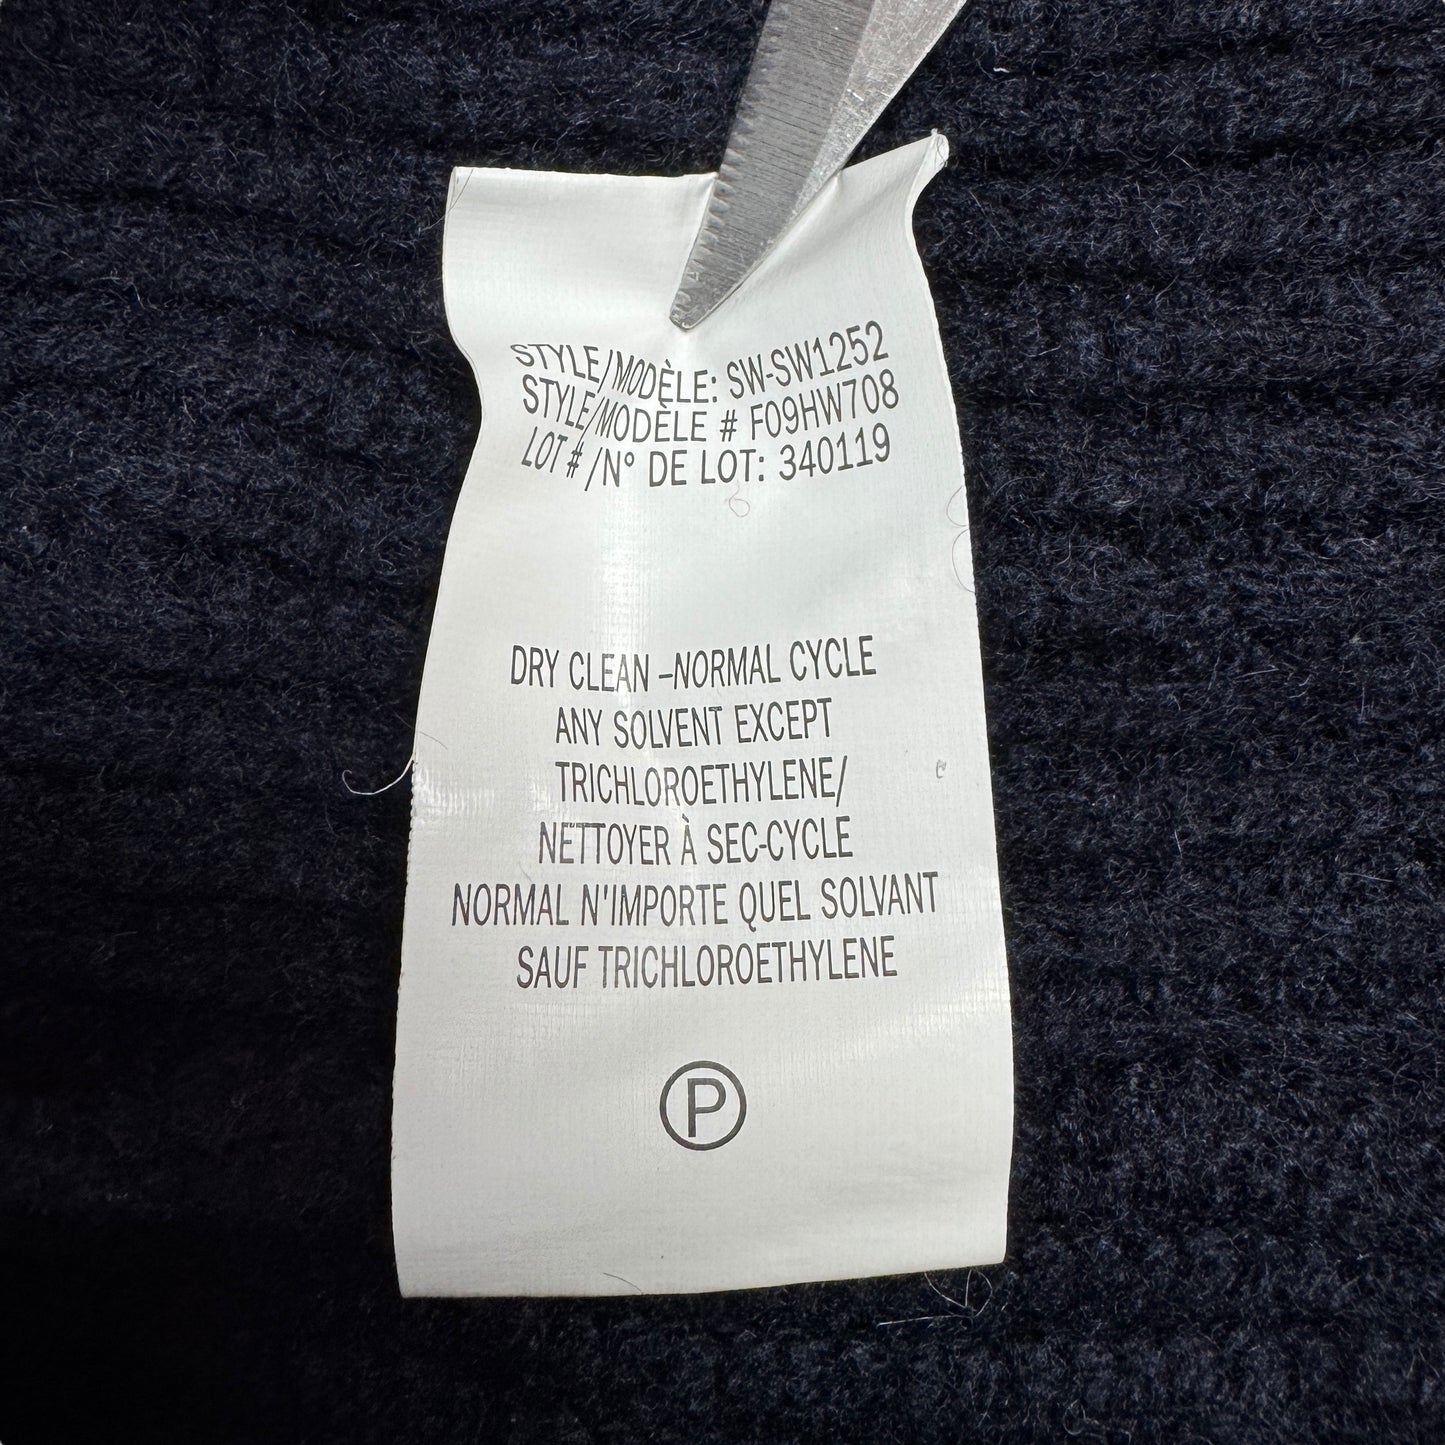 STYLE/MODÈLE: SW-SW1252
STYLE/MODÈLE # F09HW708
LOT # /N° DE LOT: 340119
DRY CLEAN –NORMAL CYCLE
ANY SOLVENT EXCEPT
TRICHLOROETHYLENE/
NETTOYER À SEC-CYCLE
NORMAL N'IMPORTE QUEL SOLVANT
SAUF TRICHLOROETHYLENE
P